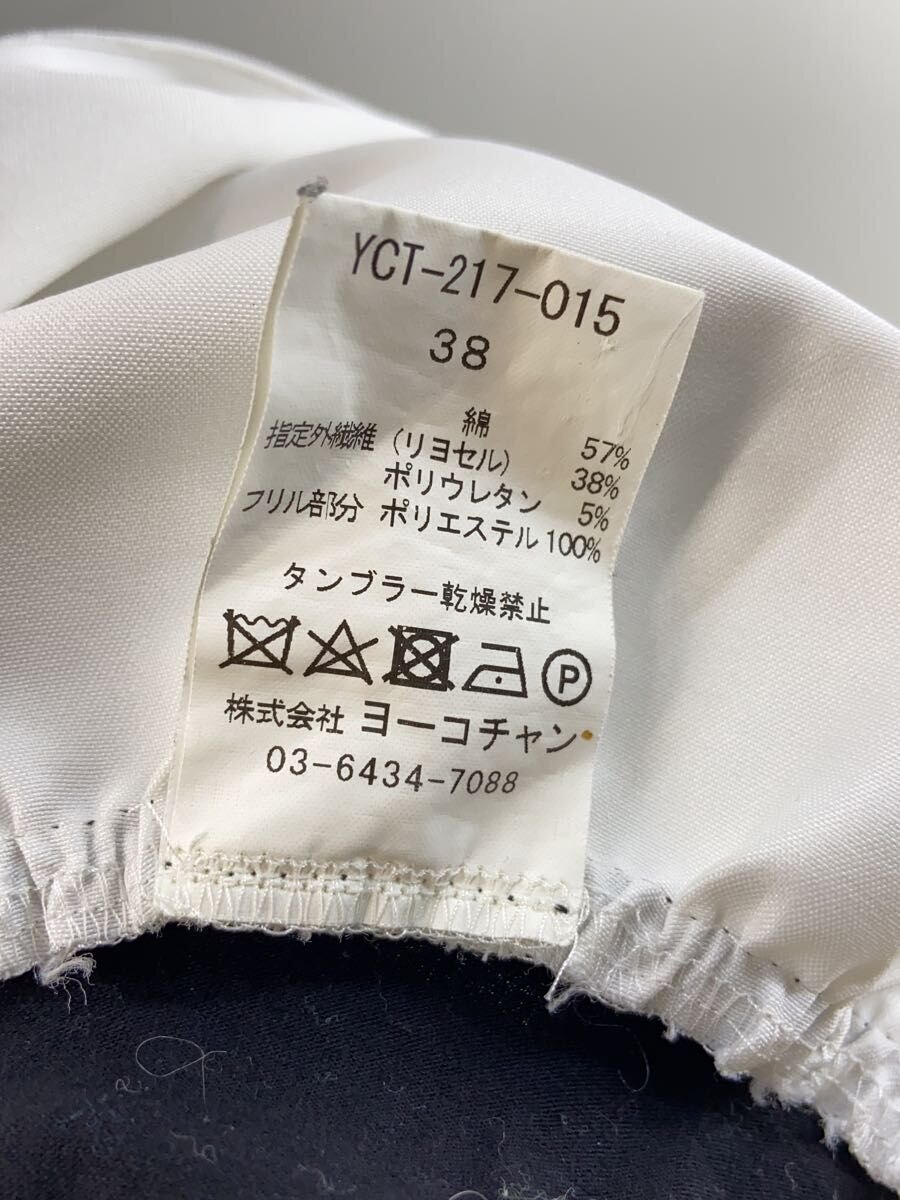 YCT-217-015
38
綿 57%
指定外繊維 (リヨセル) 38%
ポリウレタン 5%
フリル部分 ポリエステル 100%
タンブラー乾燥禁止
P
株式会社 ヨーコチャン
03-6434-7088